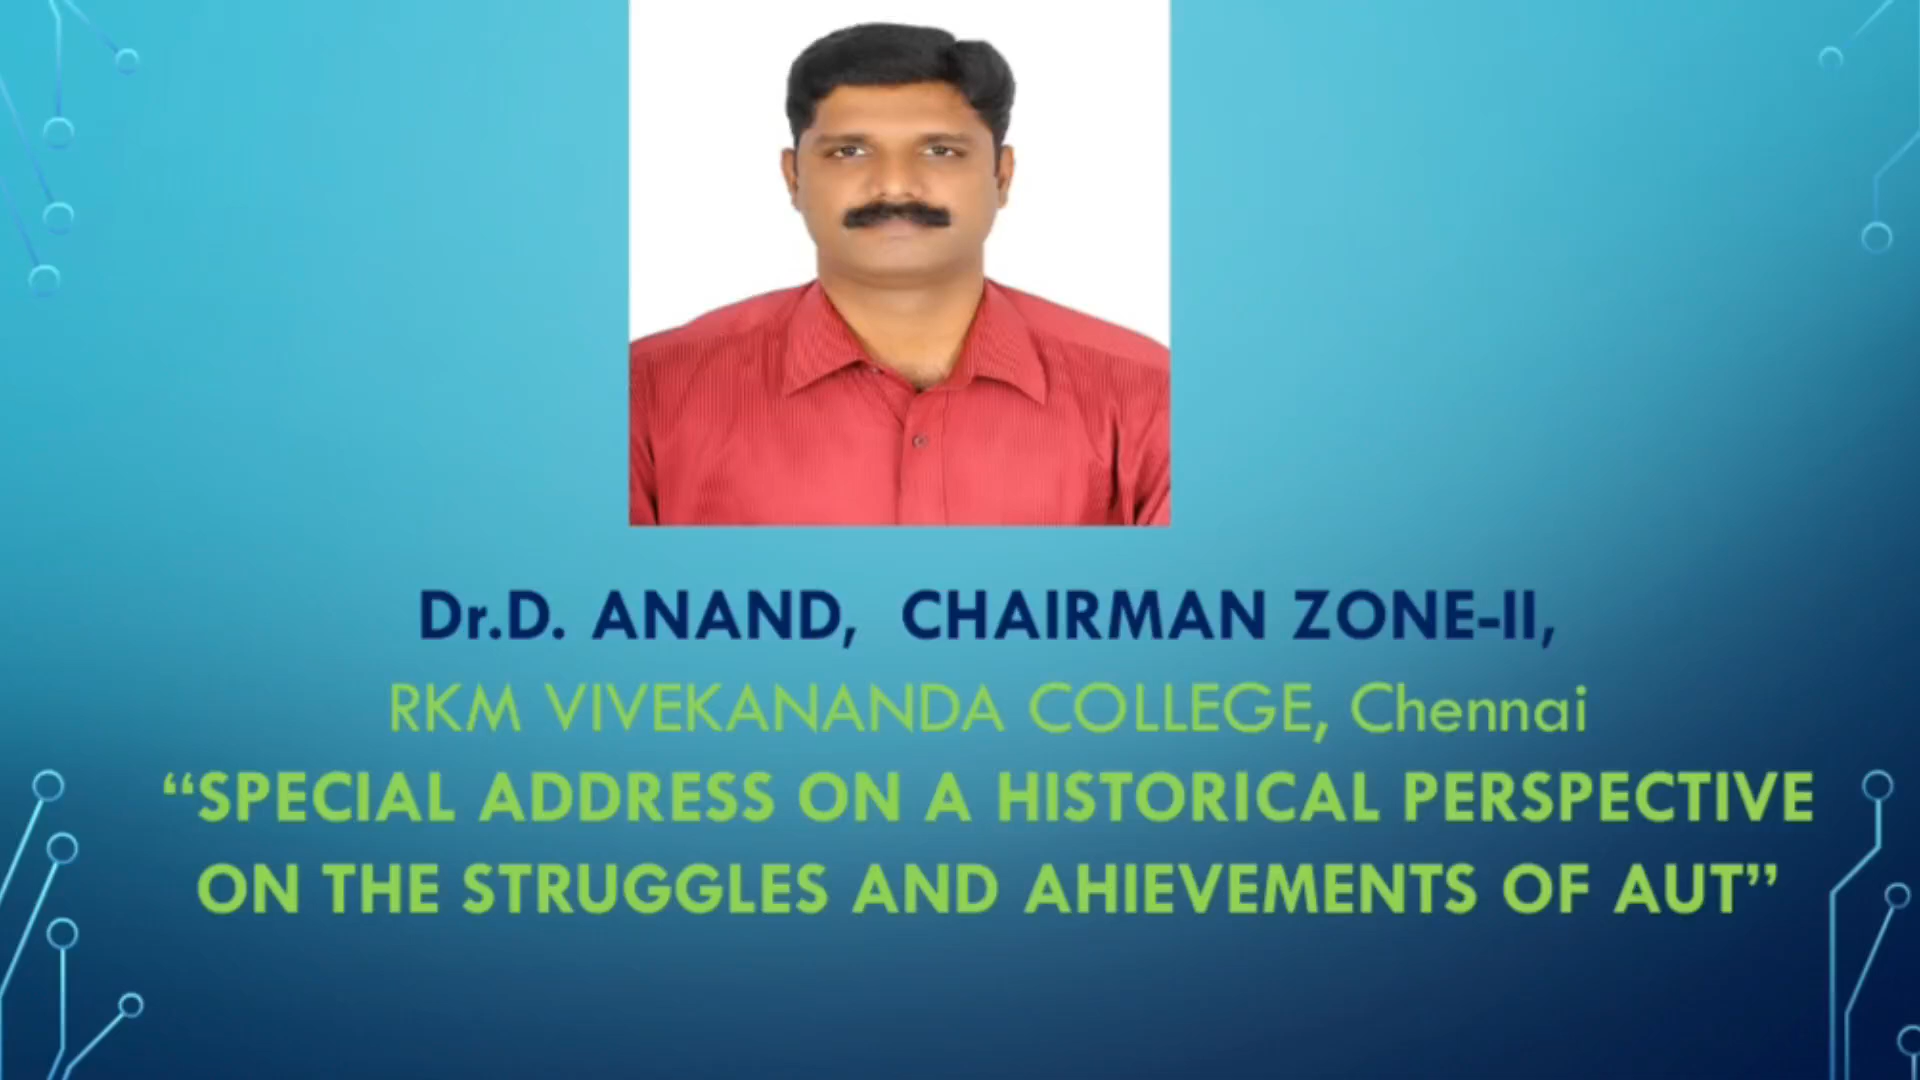 Dr.D. ANAND, CHAIRMAN ZONE-II,
RKM VIVEKANANDA COLLEGE, Chennai
“SPECIAL ADDRESS ON A HISTORICAL PERSPECTIVE
ON THE STRUGGLES AND AHIEVEMENTS OF AUT”